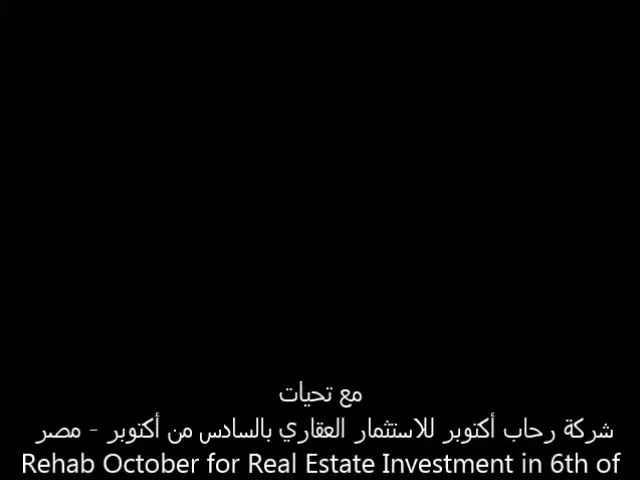 مع تحيات
شركة رحاب أكتوبر للاستثمار العقاري بالسادس من أكتوبر - مصر
Rehab October for Real Estate Investment in 6th of